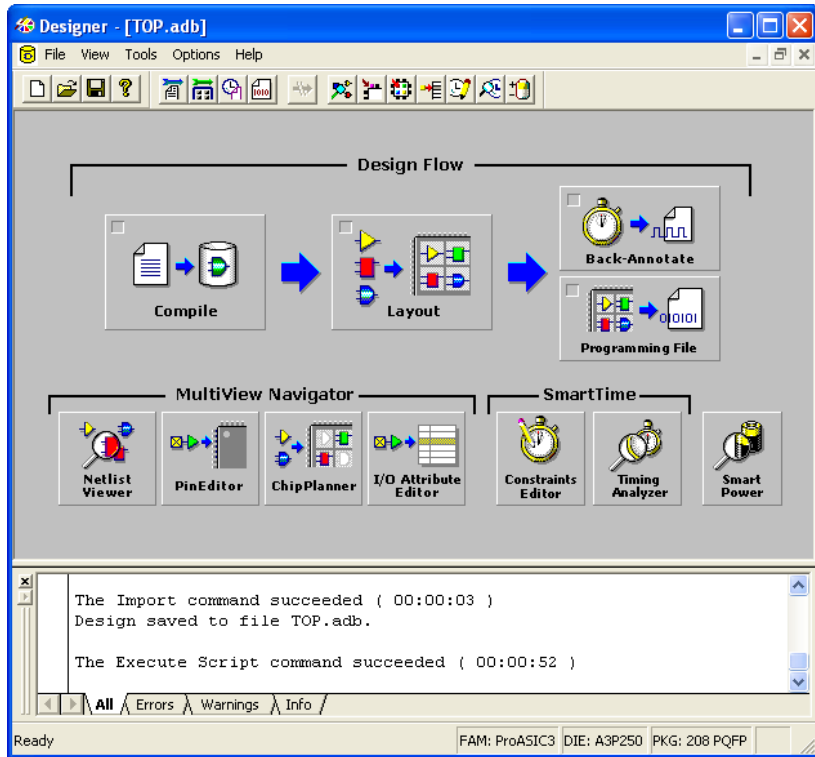 Designer - [TOP.adb]
File View Tools Options Help
1010
Design Flow
Compile
Layout
Back-Annotate
010101
Programming File
MultiView Navigator
SmartTime
Netlist
Viewer
PinEditor
ChipPlanner
I/O Attribute
Editor
Constraints
Editor
Timing
Analyzer
Smart
Power
The Import command succeeded ( 00:00:03 )
Design saved to file TOP.adb.
The Execute Script command succeeded ( 00:00:52 )
All Errors Warnings Info
Ready FAM: ProASIC3 DIE: A3P250 PKG: 208 PQFP